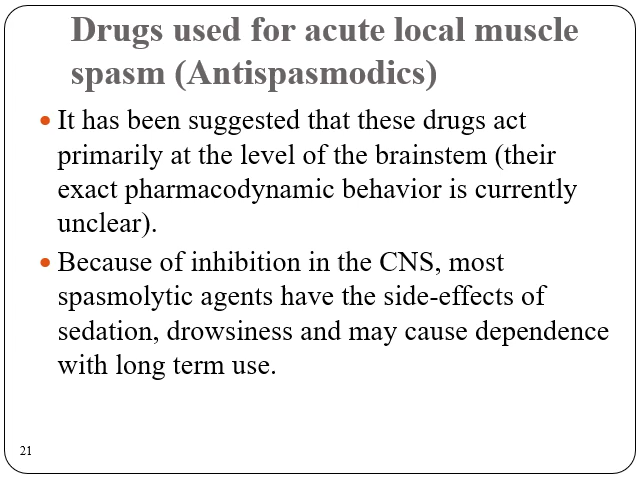 Drugs used for acute local muscle
spasm (Antispasmodics)
• It has been suggested that these drugs act
primarily at the level of the brainstem (their
exact pharmacodynamic behavior is currently
unclear).
• Because of inhibition in the CNS, most
spasmolytic agents have the side-effects of
sedation, drowsiness and may cause dependence
with long term use.
21